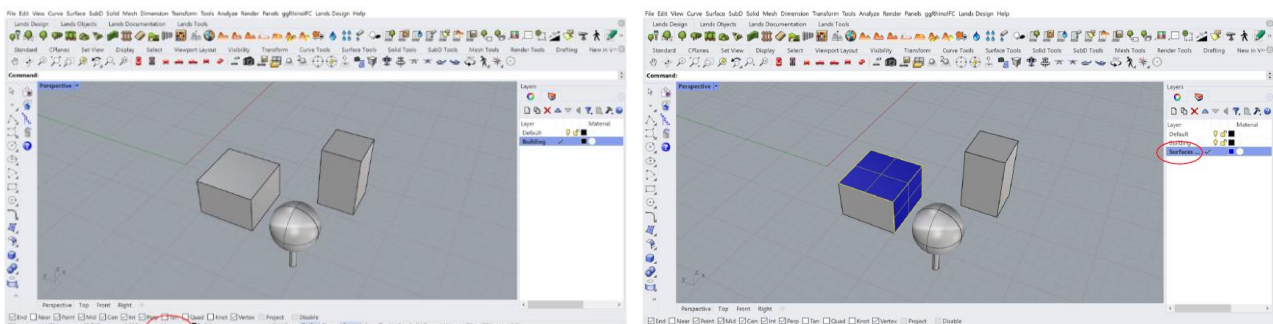 File Edit View Curve Surface SubD Solid Mesh Dimension Transform Tools Analyze Render Panels ggRhinoIFC Lands Design Help
Lands Design Lands Objects Lands Documentation Lands Tools
Standard CPlanes Set View Display Select Viewport Layout Visibility Transform Curve Tools Surface Tools Solid Tools SubD Tools Mesh Tools Render Tools Drafting New in V
Command:
Perspective
Layers
Layer Material
Default
Building
z x
Perspective Top Front Right
End Near Point Mid Cen Int Perp Tan Quad Knot Vertex Project Disable
File Edit View Curve Surface SubD Solid Mesh Dimension Transform Tools Analyze Render Panels ggRhinoIFC Lands Design Help
Lands Design Lands Objects Lands Documentation Lands Tools
Standard CPlanes Set View Display Select Viewport Layout Visibility Transform Curve Tools Surface Tools Solid Tools SubD Tools Mesh Tools Render Tools Drafting New in V
Command:
Perspective
Layers
Layer Material
Default
Building
Surfaces ...
z x
Perspective Top Front Right
End Near Point Mid Cen Int Perp Tan Quad Knot Vertex Project Disable